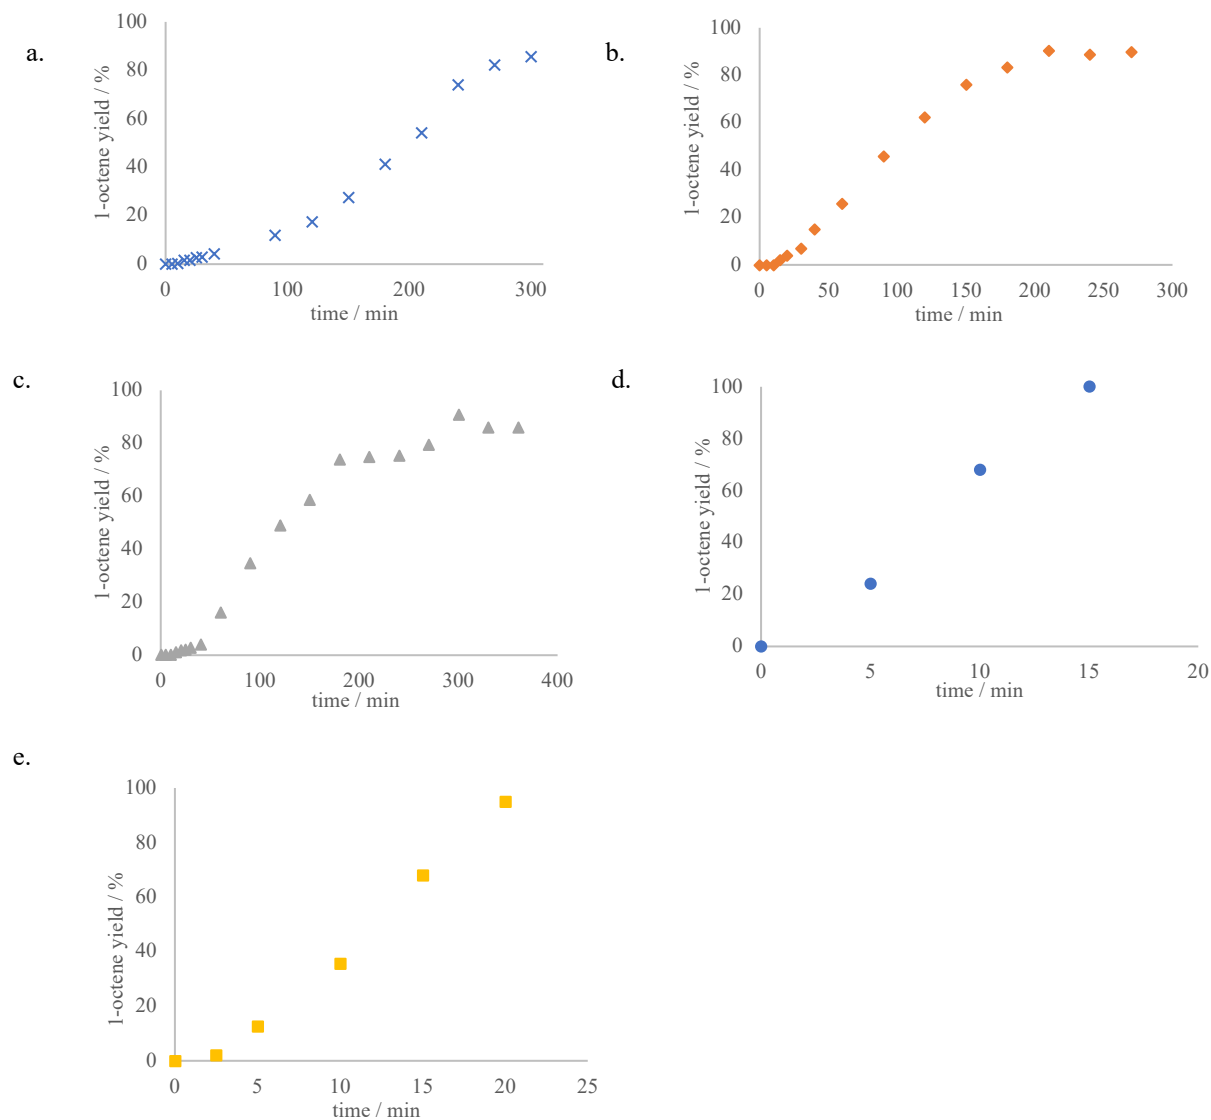 a.
1-octene yield / %
100
80
60
40
20
0
0 100 200 300
time / min
b.
1-octene yield / %
100
80
60
40
20
0
0 50 100 150 200 250 300
time / min
c.
1-octene yield / %
100
80
60
40
20
0
0 100 200 300 400
time / min
d.
1-octene yield / %
100
80
60
40
20
0
0 5 10 15 20
time / min
e.
1-octene yield / %
100
80
60
40
20
0
0 5 10 15 20 25
time / min